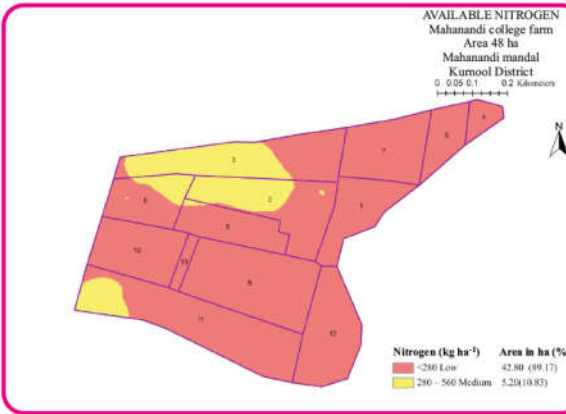 AVAILABLE NITROGEN
Mahanandi college farm
Area 48 ha
Mahanandi mandal
Kurnool District
0 0.05 0.1 0.2 Kilometers
N
4
5
7
3
1
2
6
8
10
13
9
11
12
Nitrogen (kg ha⁻¹) Area in ha (%
<280 Low 42.80 (89.17)
280 – 560 Medium 5.20(10.83)